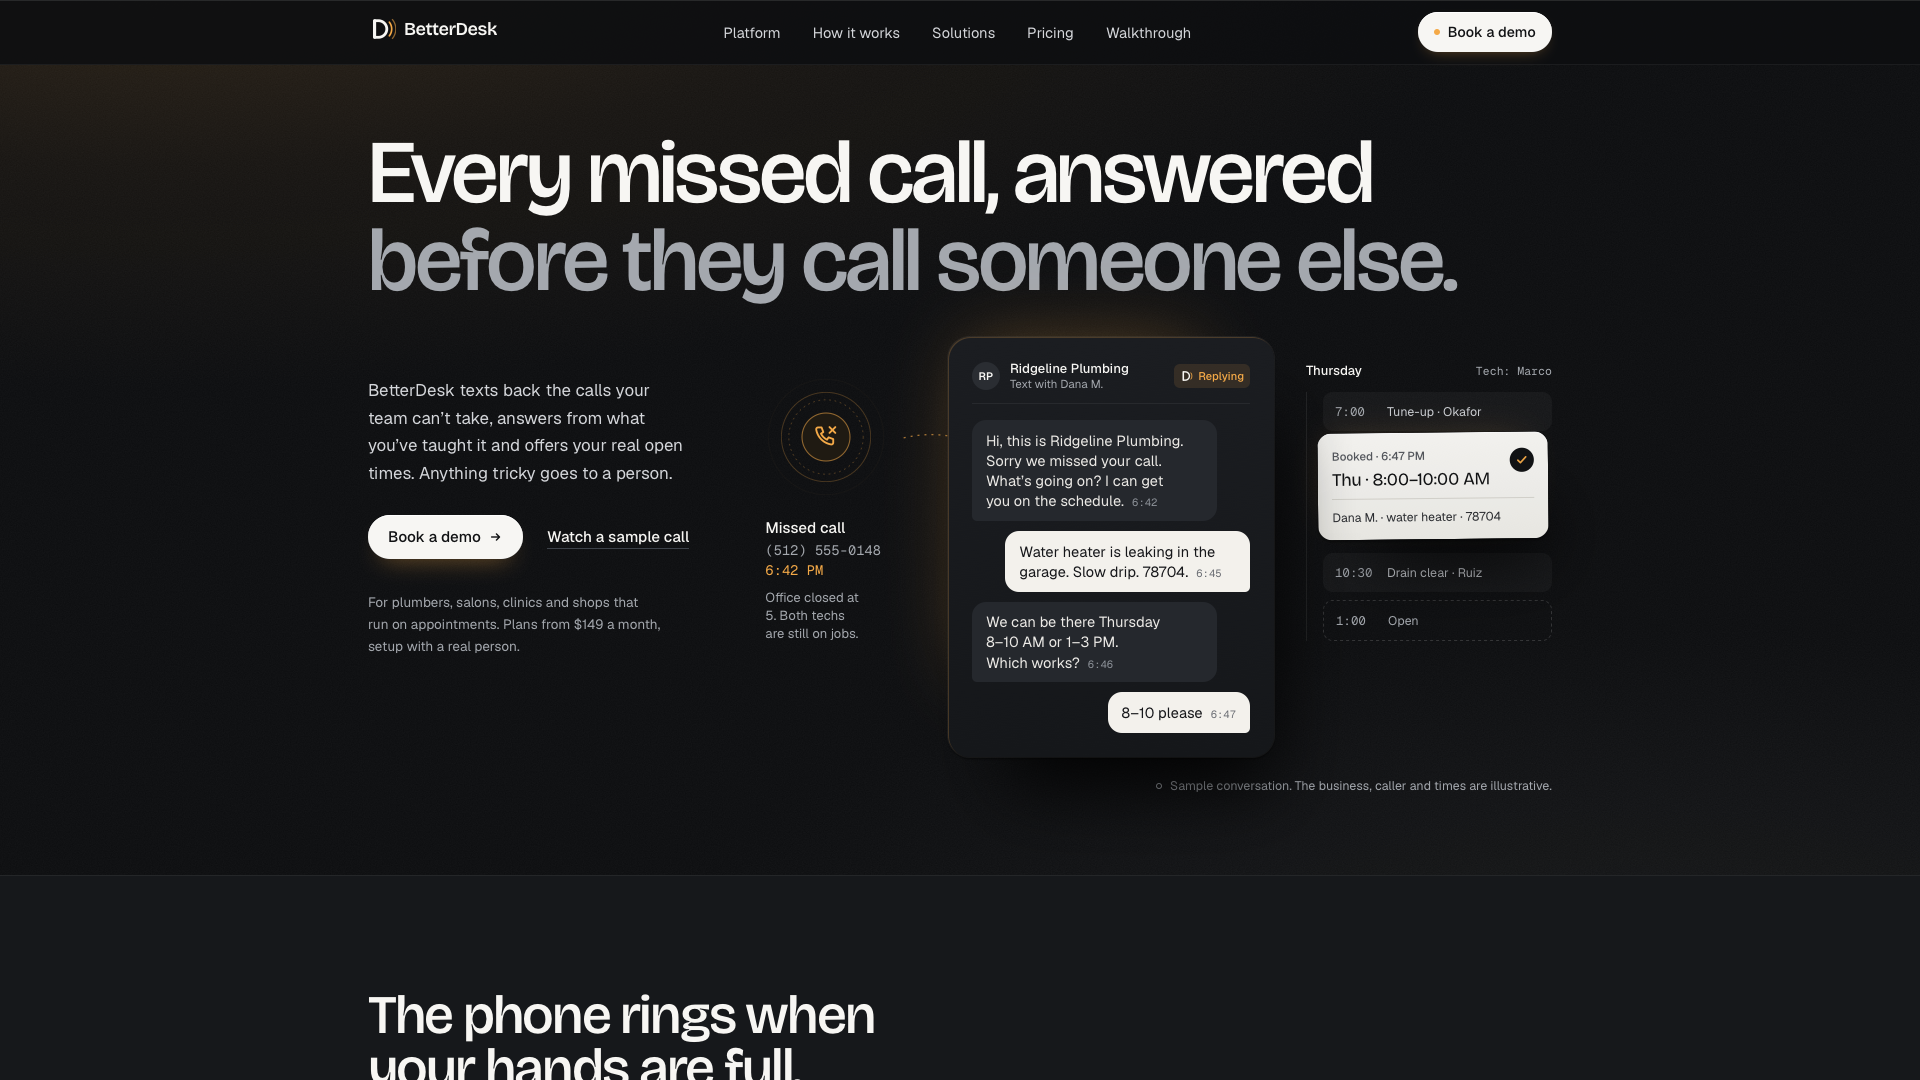 BetterDesk
Platform
How it works
Solutions
Pricing
Walkthrough
Book a demo
Every missed call, answered
before they call someone else.
BetterDesk texts back the calls your
team can’t take, answers from what
you’ve taught it and offers your real open
times. Anything tricky goes to a person.
Book a demo →
Watch a sample call
For plumbers, salons, clinics and shops that
run on appointments. Plans from $149 a month,
setup with a real person.
Missed call
(512) 555-0148
6:42 PM
Office closed at
5. Both techs
are still on jobs.
RP
Ridgeline Plumbing
Text with Dana M.
Replying
Hi, this is Ridgeline Plumbing.
Sorry we missed your call.
What’s going on? I can get
you on the schedule. 6:42
Water heater is leaking in the
garage. Slow drip. 78704. 6:45
We can be there Thursday
8–10 AM or 1–3 PM.
Which works? 6:46
8–10 please 6:47
Thursday
Tech: Marco
7:00 Tune-up · Okafor
Booked · 6:47 PM
Thu · 8:00–10:00 AM
Dana M. · water heater · 78704
10:30 Drain clear · Ruiz
1:00 Open
Sample conversation. The business, caller and times are illustrative.
The phone rings when
your hands are full.